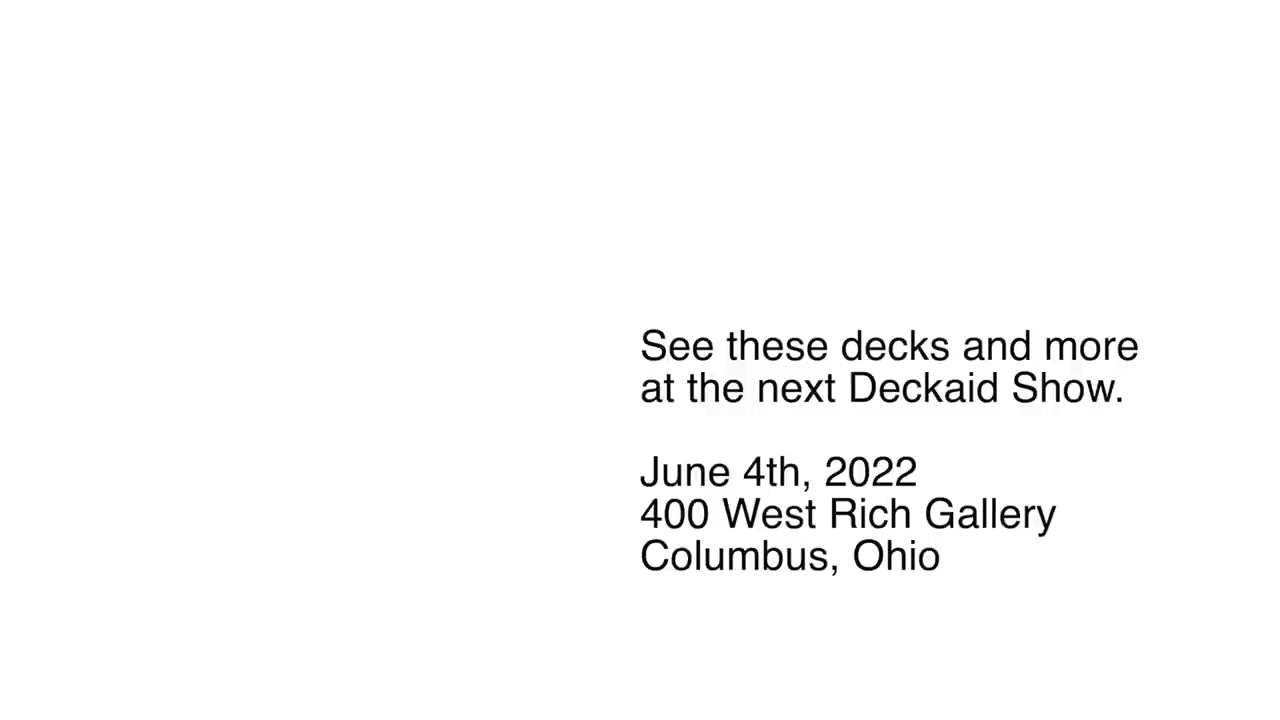 See these decks and more
at the next Deckaid Show.
June 4th, 2022
400 West Rich Gallery
Columbus, Ohio